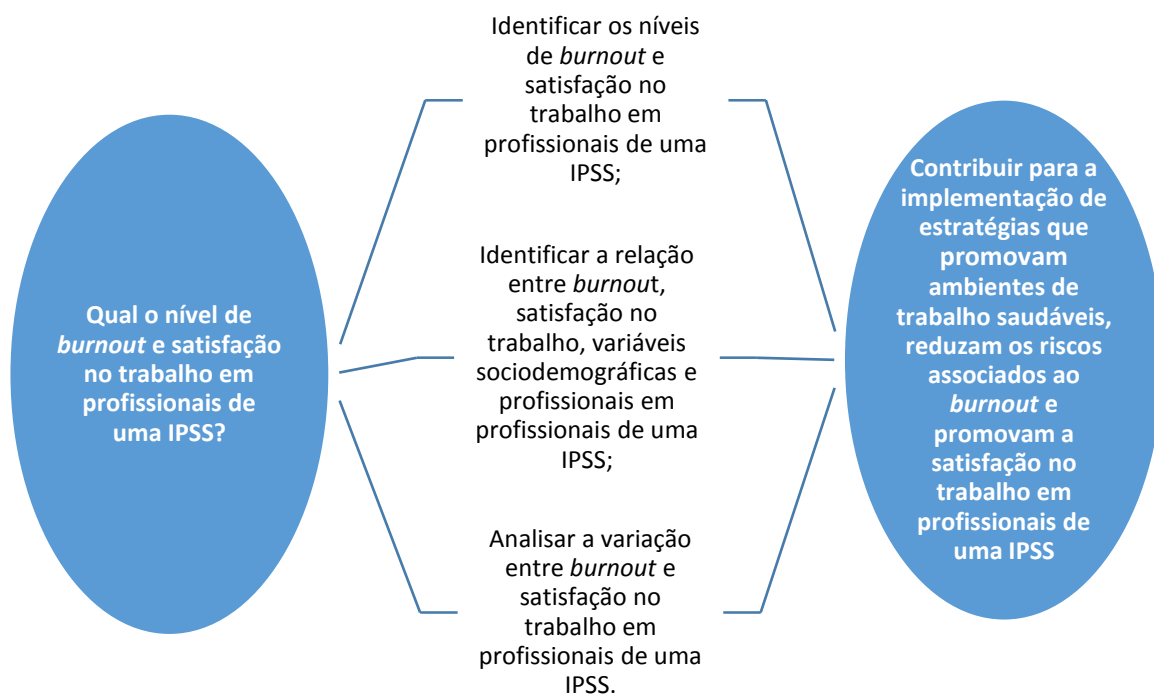 Qual o nível de
burnout e satisfação
no trabalho em
profissionais de
uma IPSS?
Identificar os níveis
de burnout e
satisfação no
trabalho em
profissionais de uma
IPSS;
Identificar a relação
entre burnout,
satisfação no
trabalho, variáveis
sociodemográficas e
profissionais em
profissionais de uma
IPSS;
Analisar a variação
entre burnout e
satisfação no
trabalho em
profissionais de uma
IPSS.
Contribuir para a
implementação de
estratégias que
promovam
ambientes de
trabalho saudáveis,
reduzam os riscos
associados ao
burnout e
promovam a
satisfação no
trabalho em
profissionais de
uma IPSS